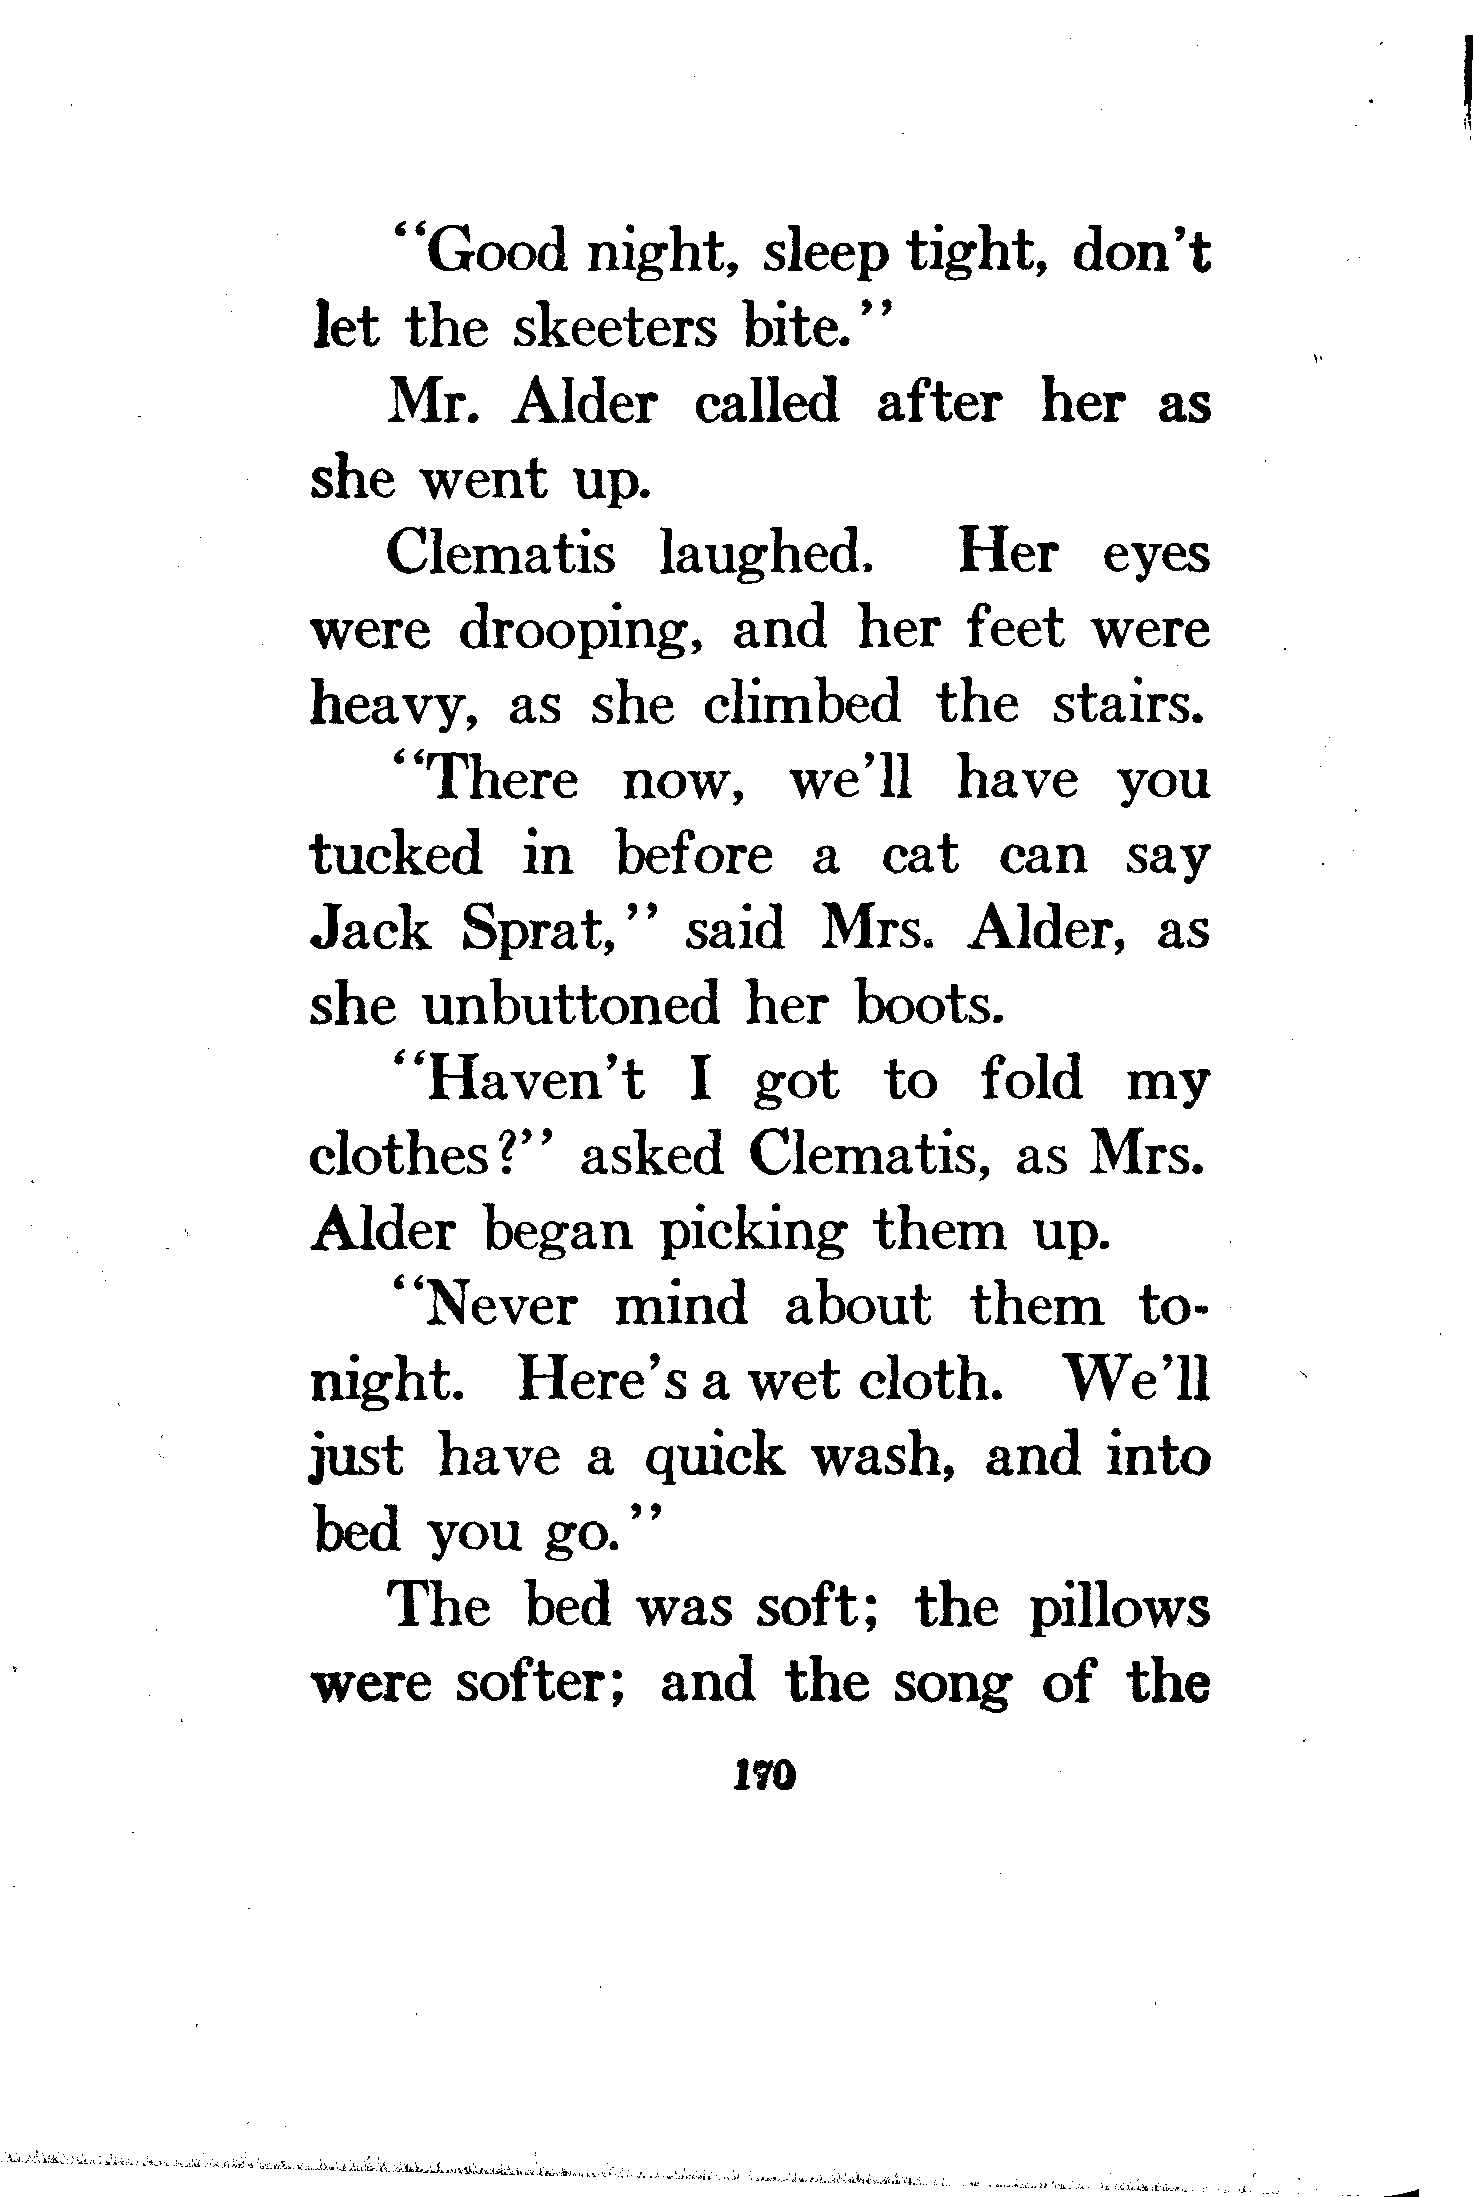 “Good night, sleep tight, don’t
let the skeeters bite.”
Mr. Alder called after her as
she went up.
Clematis laughed. Her eyes
were drooping, and her feet were
heavy, as she climbed the stairs.
“There now, we’ll have you
tucked in before a cat can say
Jack Sprat,” said Mrs. Alder, as
she unbuttoned her boots.
“Haven’t I got to fold my
clothes?” asked Clematis, as Mrs.
Alder began picking them up.
“Never mind about them to-
night. Here’s a wet cloth. We’ll
just have a quick wash, and into
bed you go.”
The bed was soft; the pillows
were softer; and the song of the
170